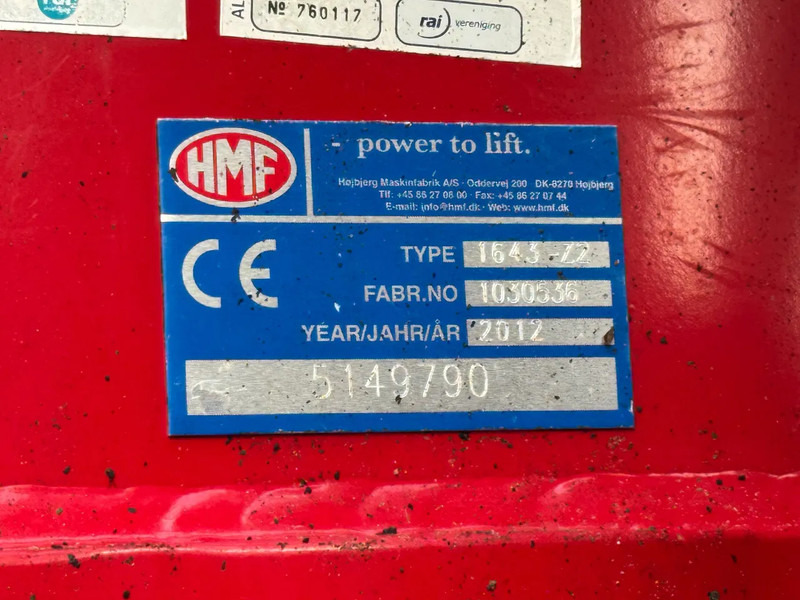 № 760117
rai vereniging
HMF
- power to lift.
Højbjerg Maskinfabrik A/S · Oddervej 200 DK-8270 Højbjerg
Tlf: +45 86 27 08 00 · Fax: +45 86 27 07 44
E-mail: info@hmf.dk · Web: www.hmf.dk
CE
TYPE 1643-Z2
FABR.NO 1030536
YEAR/JAHR/ÅR 2012
5149790